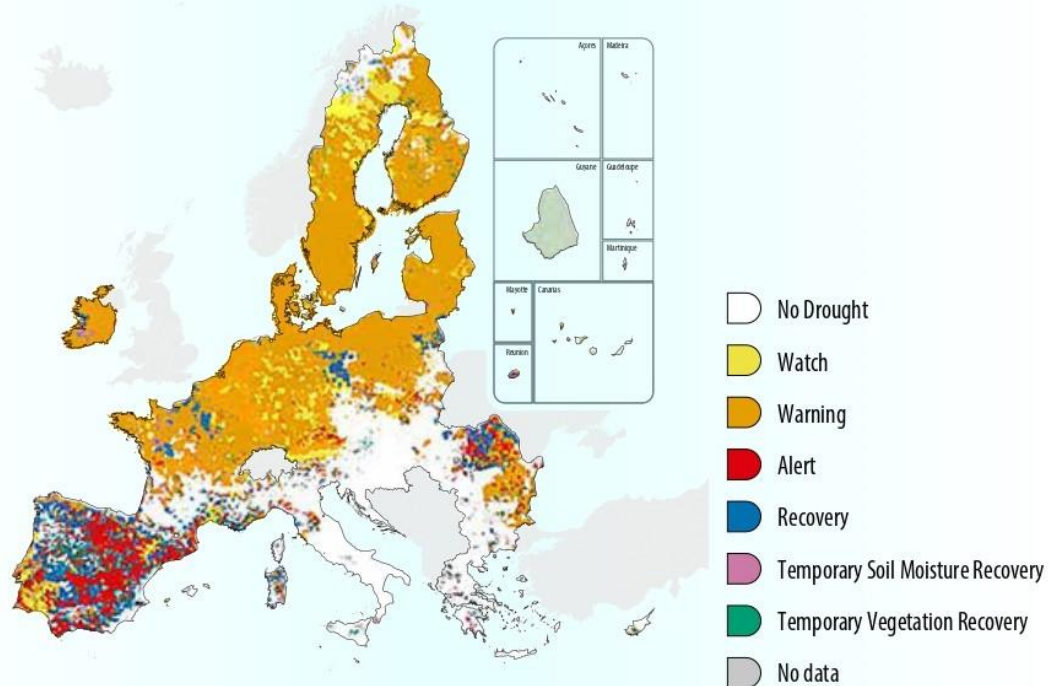 Açores
Madeira
Guyane
Guadeloupe
Martinique
Mayotte
Canarias
Reunion
No Drought
Watch
Warning
Alert
Recovery
Temporary Soil Moisture Recovery
Temporary Vegetation Recovery
No data